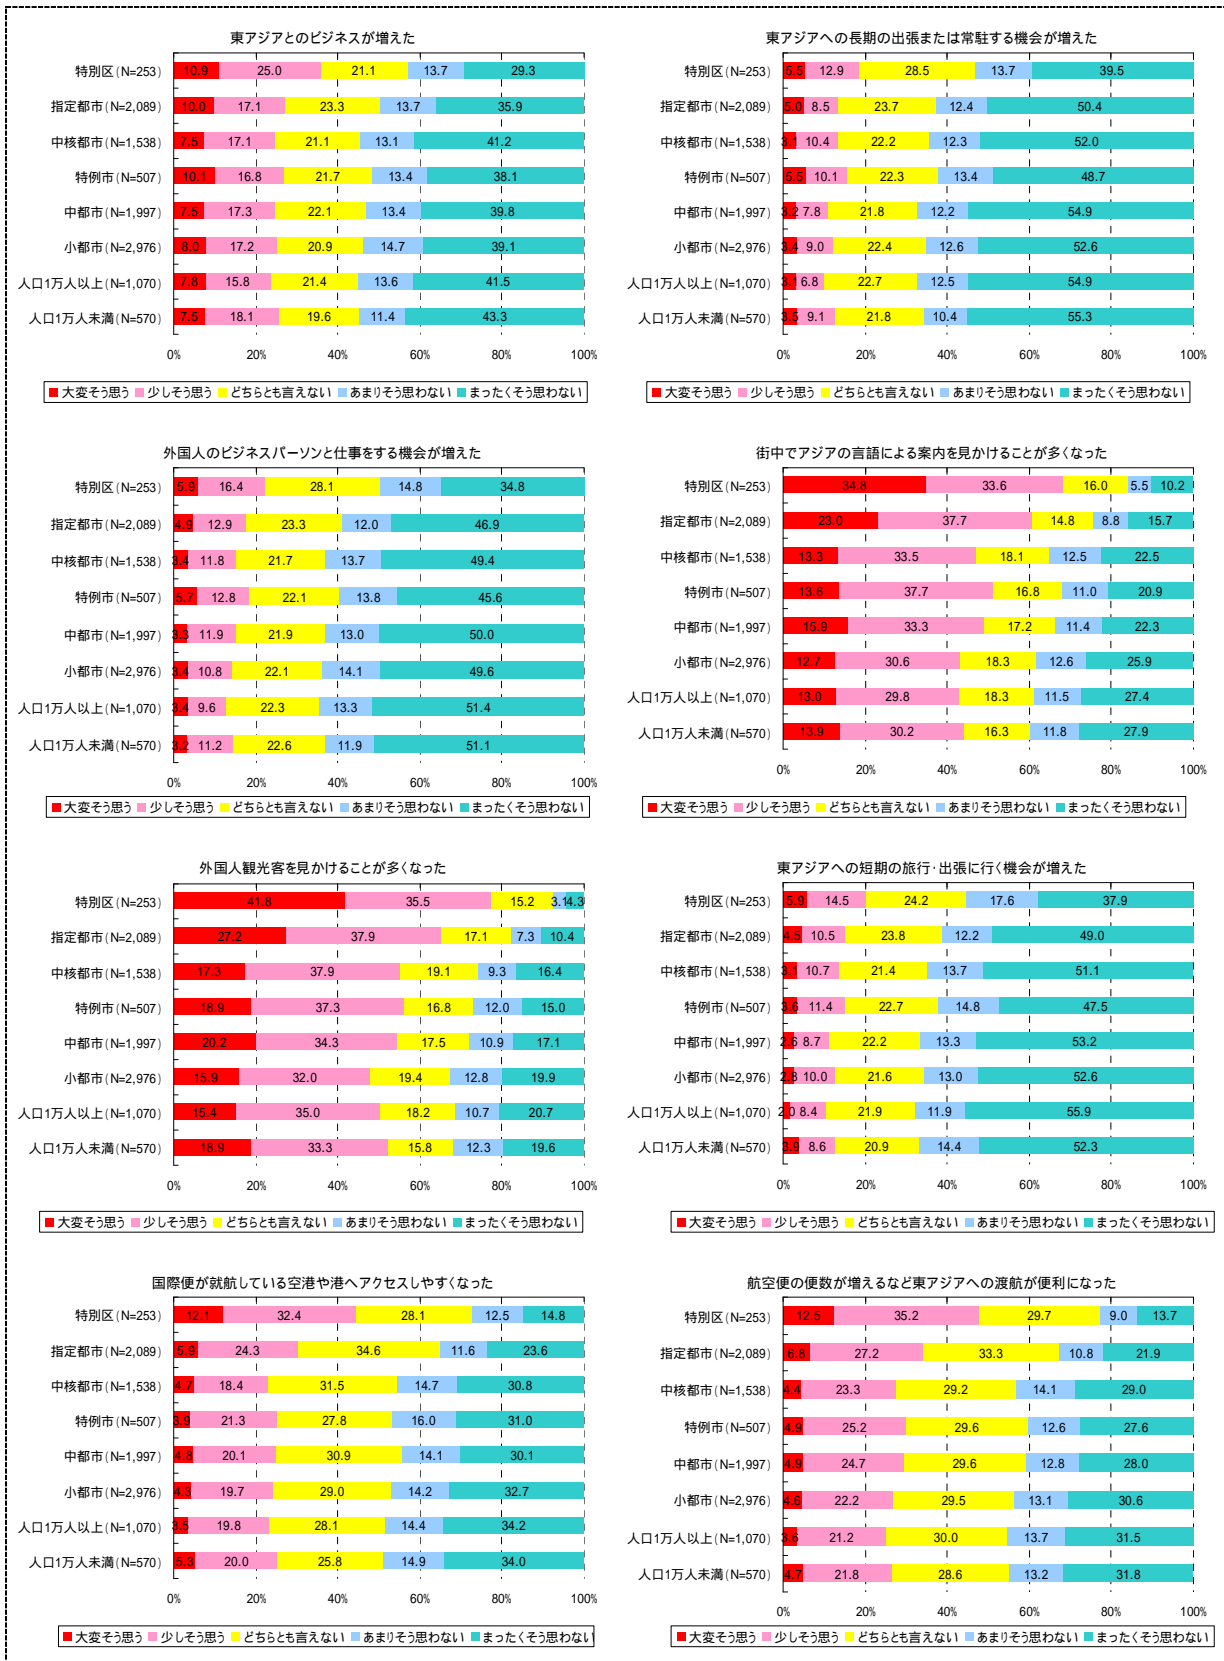 東アジアとのビジネスが増えた
特別区(N=253) 10.9 25.0 21.1 13.7 29.3
指定都市(N=2,089) 10.0 17.1 23.3 13.7 35.9
中核都市(N=1,538) 7.5 17.1 21.1 13.1 41.2
特例市(N=507) 10.1 16.8 21.7 13.4 38.1
中都市(N=1,997) 7.5 17.3 22.1 13.4 39.8
小都市(N=2,976) 8.0 17.2 20.9 14.7 39.1
人口1万人以上(N=1,070) 7.8 15.8 21.4 13.6 41.5
人口1万人未満(N=570) 7.5 18.1 19.6 11.4 43.3
0% 20% 40% 60% 80% 100%
大変そう思う 少しそう思う どちらとも言えない あまりそう思わない まったくそう思わない
東アジアへの長期の出張または常駐する機会が増えた
特別区(N=253) 5.5 12.9 28.5 13.7 39.5
指定都市(N=2,089) 5.0 8.5 23.7 12.4 50.4
中核都市(N=1,538) 3.1 10.4 22.2 12.3 52.0
特例市(N=507) 5.5 10.1 22.3 13.4 48.7
中都市(N=1,997) 3.2 7.8 21.8 12.2 54.9
小都市(N=2,976) 3.4 9.0 22.4 12.6 52.6
人口1万人以上(N=1,070) 3.1 6.8 22.7 12.5 54.9
人口1万人未満(N=570) 3.5 9.1 21.8 10.4 55.3
0% 20% 40% 60% 80% 100%
大変そう思う 少しそう思う どちらとも言えない あまりそう思わない まったくそう思わない
外国人のビジネスパーソンと仕事をする機会が増えた
特別区(N=253) 5.9 16.4 28.1 14.8 34.8
指定都市(N=2,089) 4.9 12.9 23.3 12.0 46.9
中核都市(N=1,538) 3.4 11.8 21.7 13.7 49.4
特例市(N=507) 5.7 12.8 22.1 13.8 45.6
中都市(N=1,997) 3.3 11.9 21.9 13.0 50.0
小都市(N=2,976) 3.4 10.8 22.1 14.1 49.6
人口1万人以上(N=1,070) 3.4 9.6 22.3 13.3 51.4
人口1万人未満(N=570) 3.2 11.2 22.6 11.9 51.1
0% 20% 40% 60% 80% 100%
大変そう思う 少しそう思う どちらとも言えない あまりそう思わない まったくそう思わない
街中でアジアの言語による案内を見かけることが多くなった
特別区(N=253) 34.8 33.6 16.0 5.5 10.2
指定都市(N=2,089) 23.0 37.7 14.8 8.8 15.7
中核都市(N=1,538) 13.3 33.5 18.1 12.5 22.5
特例市(N=507) 13.6 37.7 16.8 11.0 20.9
中都市(N=1,997) 15.9 33.3 17.2 11.4 22.3
小都市(N=2,976) 12.7 30.6 18.3 12.6 25.9
人口1万人以上(N=1,070) 13.0 29.8 18.3 11.5 27.4
人口1万人未満(N=570) 13.9 30.2 16.3 11.8 27.9
0% 20% 40% 60% 80% 100%
大変そう思う 少しそう思う どちらとも言えない あまりそう思わない まったくそう思わない
外国人観光客を見かけることが多くなった
特別区(N=253) 41.8 35.5 15.2 3.1 4.3
指定都市(N=2,089) 27.2 37.9 17.1 7.3 10.4
中核都市(N=1,538) 17.3 37.9 19.1 9.3 16.4
特例市(N=507) 18.9 37.3 16.8 12.0 15.0
中都市(N=1,997) 20.2 34.3 17.5 10.9 17.1
小都市(N=2,976) 15.9 32.0 19.4 12.8 19.9
人口1万人以上(N=1,070) 15.4 35.0 18.2 10.7 20.7
人口1万人未満(N=570) 18.9 33.3 15.8 12.3 19.6
0% 20% 40% 60% 80% 100%
大変そう思う 少しそう思う どちらとも言えない あまりそう思わない まったくそう思わない
東アジアへの短期の旅行・出張に行く機会が増えた
特別区(N=253) 5.9 14.5 24.2 17.6 37.9
指定都市(N=2,089) 4.5 10.5 23.8 12.2 49.0
中核都市(N=1,538) 3.1 10.7 21.4 13.7 51.1
特例市(N=507) 3.6 11.4 22.7 14.8 47.5
中都市(N=1,997) 2.6 8.7 22.2 13.3 53.2
小都市(N=2,976) 2.8 10.0 21.6 13.0 52.6
人口1万人以上(N=1,070) 2.0 8.4 21.9 11.9 55.9
人口1万人未満(N=570) 3.9 8.6 20.9 14.4 52.3
0% 20% 40% 60% 80% 100%
大変そう思う 少しそう思う どちらとも言えない あまりそう思わない まったくそう思わない
国際便が就航している空港や港へアクセスしやすくなった
特別区(N=253) 12.1 32.4 28.1 12.5 14.8
指定都市(N=2,089) 5.9 24.3 34.6 11.6 23.6
中核都市(N=1,538) 4.7 18.4 31.5 14.7 30.8
特例市(N=507) 3.9 21.3 27.8 16.0 31.0
中都市(N=1,997) 4.8 20.1 30.9 14.1 30.1
小都市(N=2,976) 4.3 19.7 29.0 14.2 32.7
人口1万人以上(N=1,070) 3.5 19.8 28.1 14.4 34.2
人口1万人未満(N=570) 5.3 20.0 25.8 14.9 34.0
0% 20% 40% 60% 80% 100%
大変そう思う 少しそう思う どちらとも言えない あまりそう思わない まったくそう思わない
航空便の便数が増えるなど東アジアへの渡航が便利になった
特別区(N=253) 12.5 35.2 29.7 9.0 13.7
指定都市(N=2,089) 6.8 27.2 33.3 10.8 21.9
中核都市(N=1,538) 4.4 23.3 29.2 14.1 29.0
特例市(N=507) 4.9 25.2 29.6 12.6 27.6
中都市(N=1,997) 4.9 24.7 29.6 12.8 28.0
小都市(N=2,976) 4.6 22.2 29.5 13.1 30.6
人口1万人以上(N=1,070) 3.6 21.2 30.0 13.7 31.5
人口1万人未満(N=570) 4.7 21.8 28.6 13.2 31.8
0% 20% 40% 60% 80% 100%
大変そう思う 少しそう思う どちらとも言えない あまりそう思わない まったくそう思わない